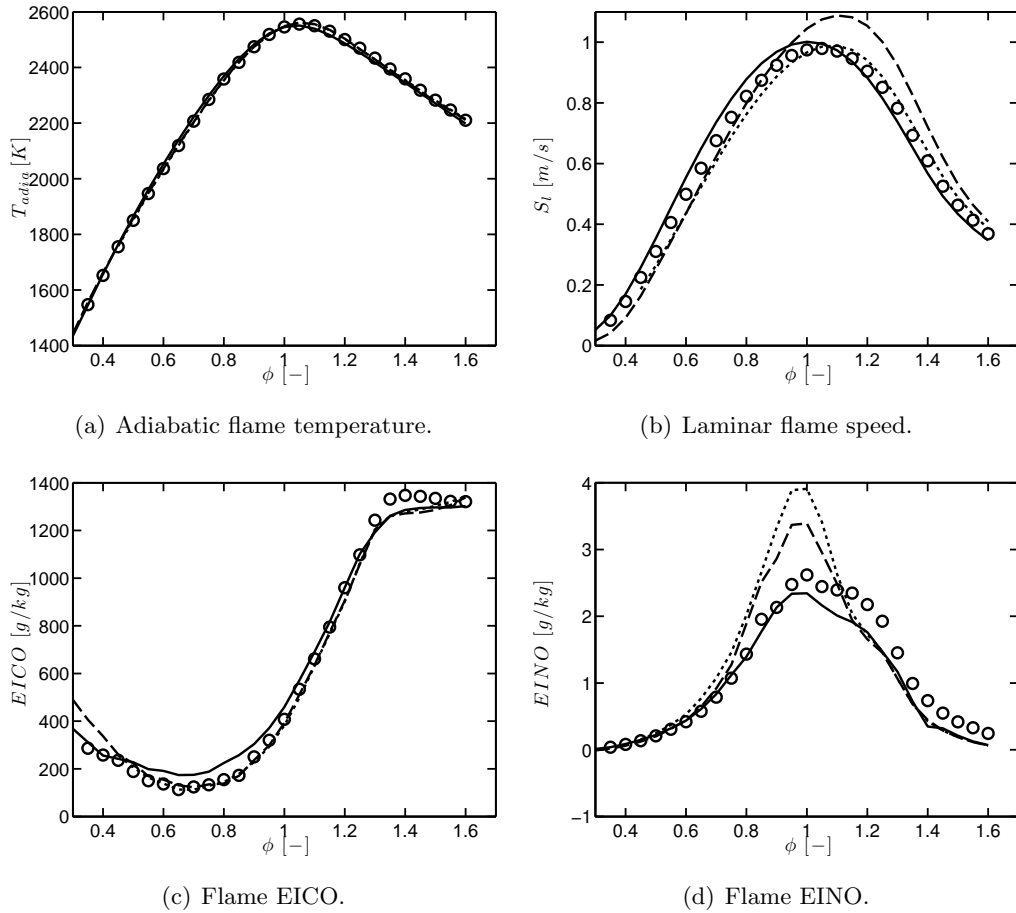 2600
2400
2200
2000
1800
1600
1400
T_adia [K]
0.4 0.6 0.8 1 1.2 1.4 1.6
ϕ [−]
(a) Adiabatic flame temperature.
1
0.8
0.6
0.4
0.2
0
S_l [m/s]
0.4 0.6 0.8 1 1.2 1.4 1.6
ϕ [−]
(b) Laminar flame speed.
1400
1200
1000
800
600
400
200
0
EICO [g/kg]
0.4 0.6 0.8 1 1.2 1.4 1.6
ϕ [−]
(c) Flame EICO.
4
3
2
1
0
−1
EINO [g/kg]
0.4 0.6 0.8 1 1.2 1.4 1.6
ϕ [−]
(d) Flame EINO.